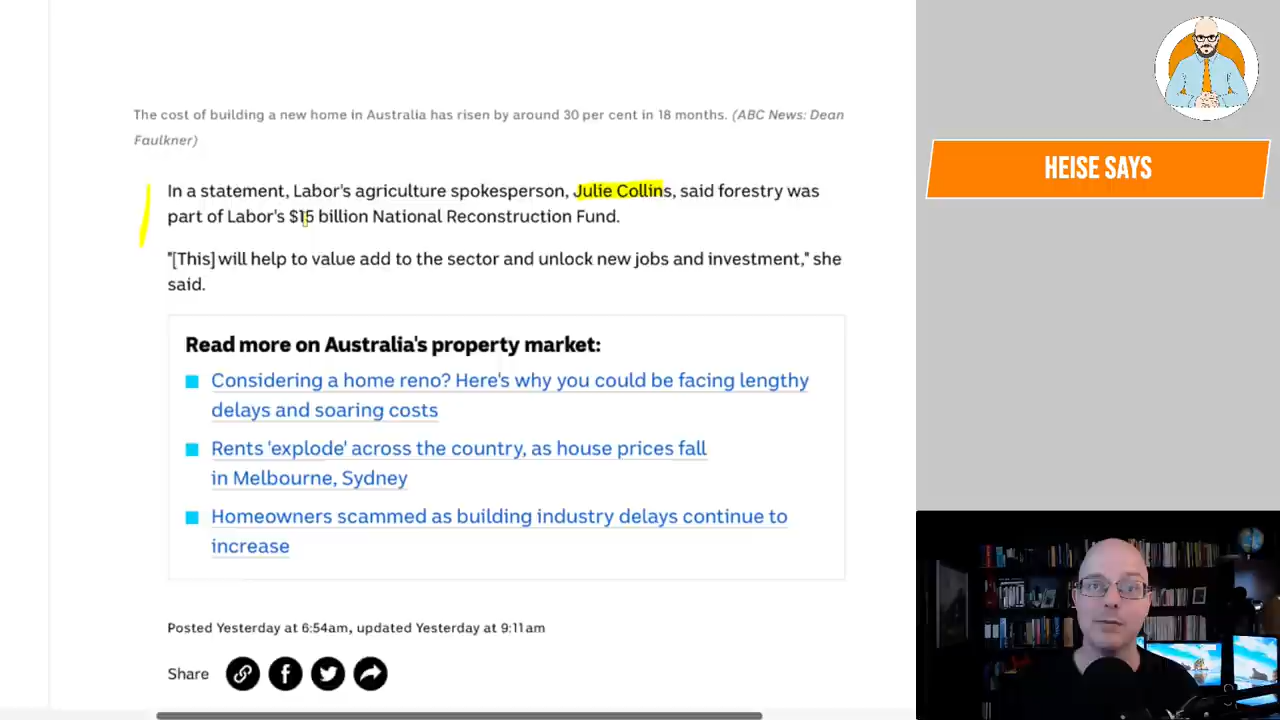 The cost of building a new home in Australia has risen by around 30 per cent in 18 months. (ABC News: Dean
Faulkner)
In a statement, Labor's agriculture spokesperson, Julie Collins, said forestry was
part of Labor's $15 billion National Reconstruction Fund.
"[This] will help to value add to the sector and unlock new jobs and investment," she
said.
Read more on Australia's property market:
Considering a home reno? Here's why you could be facing lengthy
delays and soaring costs
Rents 'explode' across the country, as house prices fall
in Melbourne, Sydney
Homeowners scammed as building industry delays continue to
increase
Posted Yesterday at 6:54am, updated Yesterday at 9:11am
Share
HEISE SAYS